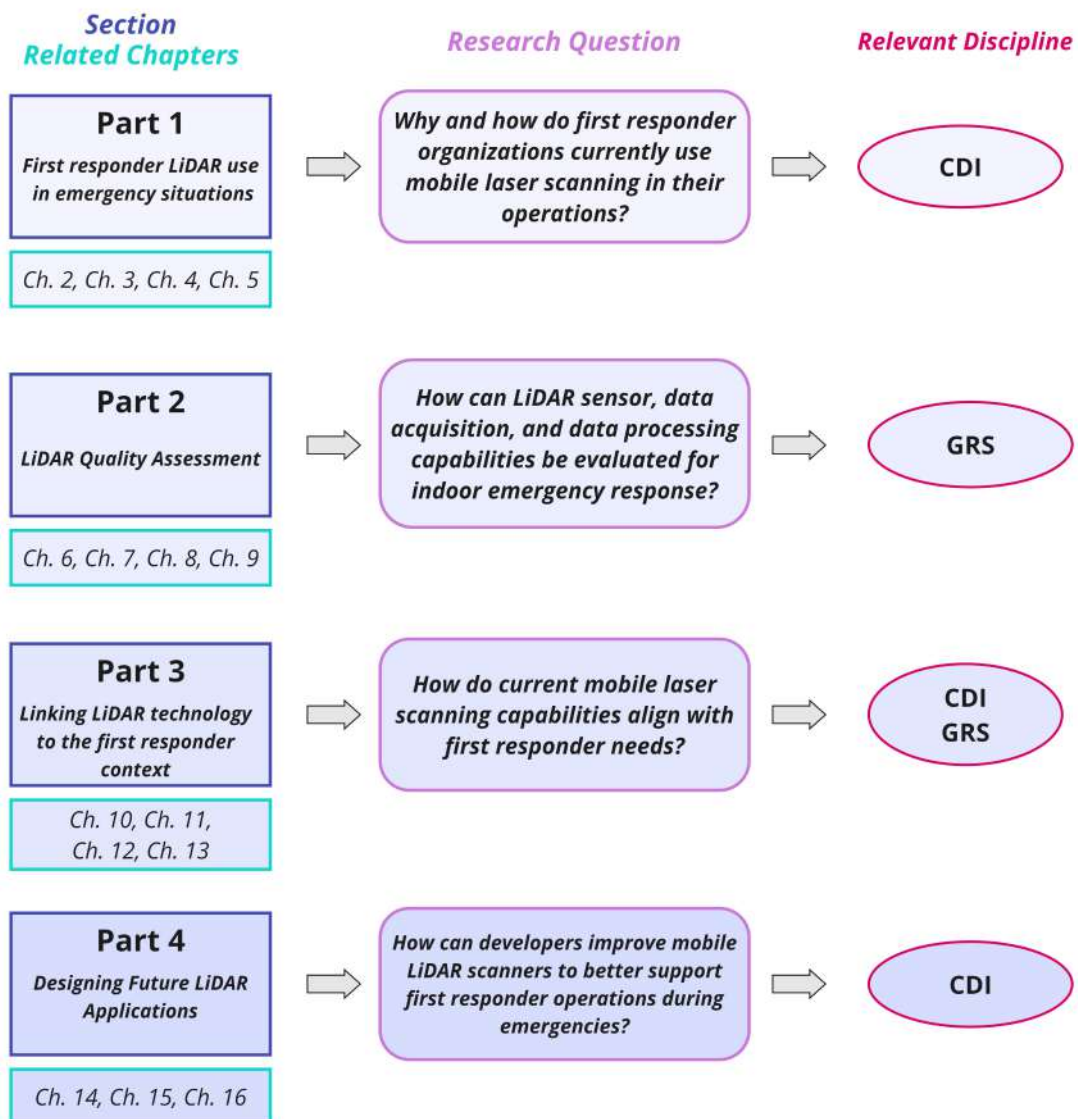 Section
Related Chapters
Research Question
Relevant Discipline
Part 1
First responder LiDAR use
in emergency situations
Ch. 2, Ch. 3, Ch. 4, Ch. 5
Why and how do first responder
organizations currently use
mobile laser scanning in their
operations?
CDI
Part 2
LiDAR Quality Assessment
Ch. 6, Ch. 7, Ch. 8, Ch. 9
How can LiDAR sensor, data
acquisition, and data processing
capabilities be evaluated for
indoor emergency response?
GRS
Part 3
Linking LiDAR technology
to the first responder
context
Ch. 10, Ch. 11,
Ch. 12, Ch. 13
How do current mobile laser
scanning capabilities align with
first responder needs?
CDI
GRS
Part 4
Designing Future LiDAR
Applications
Ch. 14, Ch. 15, Ch. 16
How can developers improve mobile
LiDAR scanners to better support
first responder operations during
emergencies?
CDI